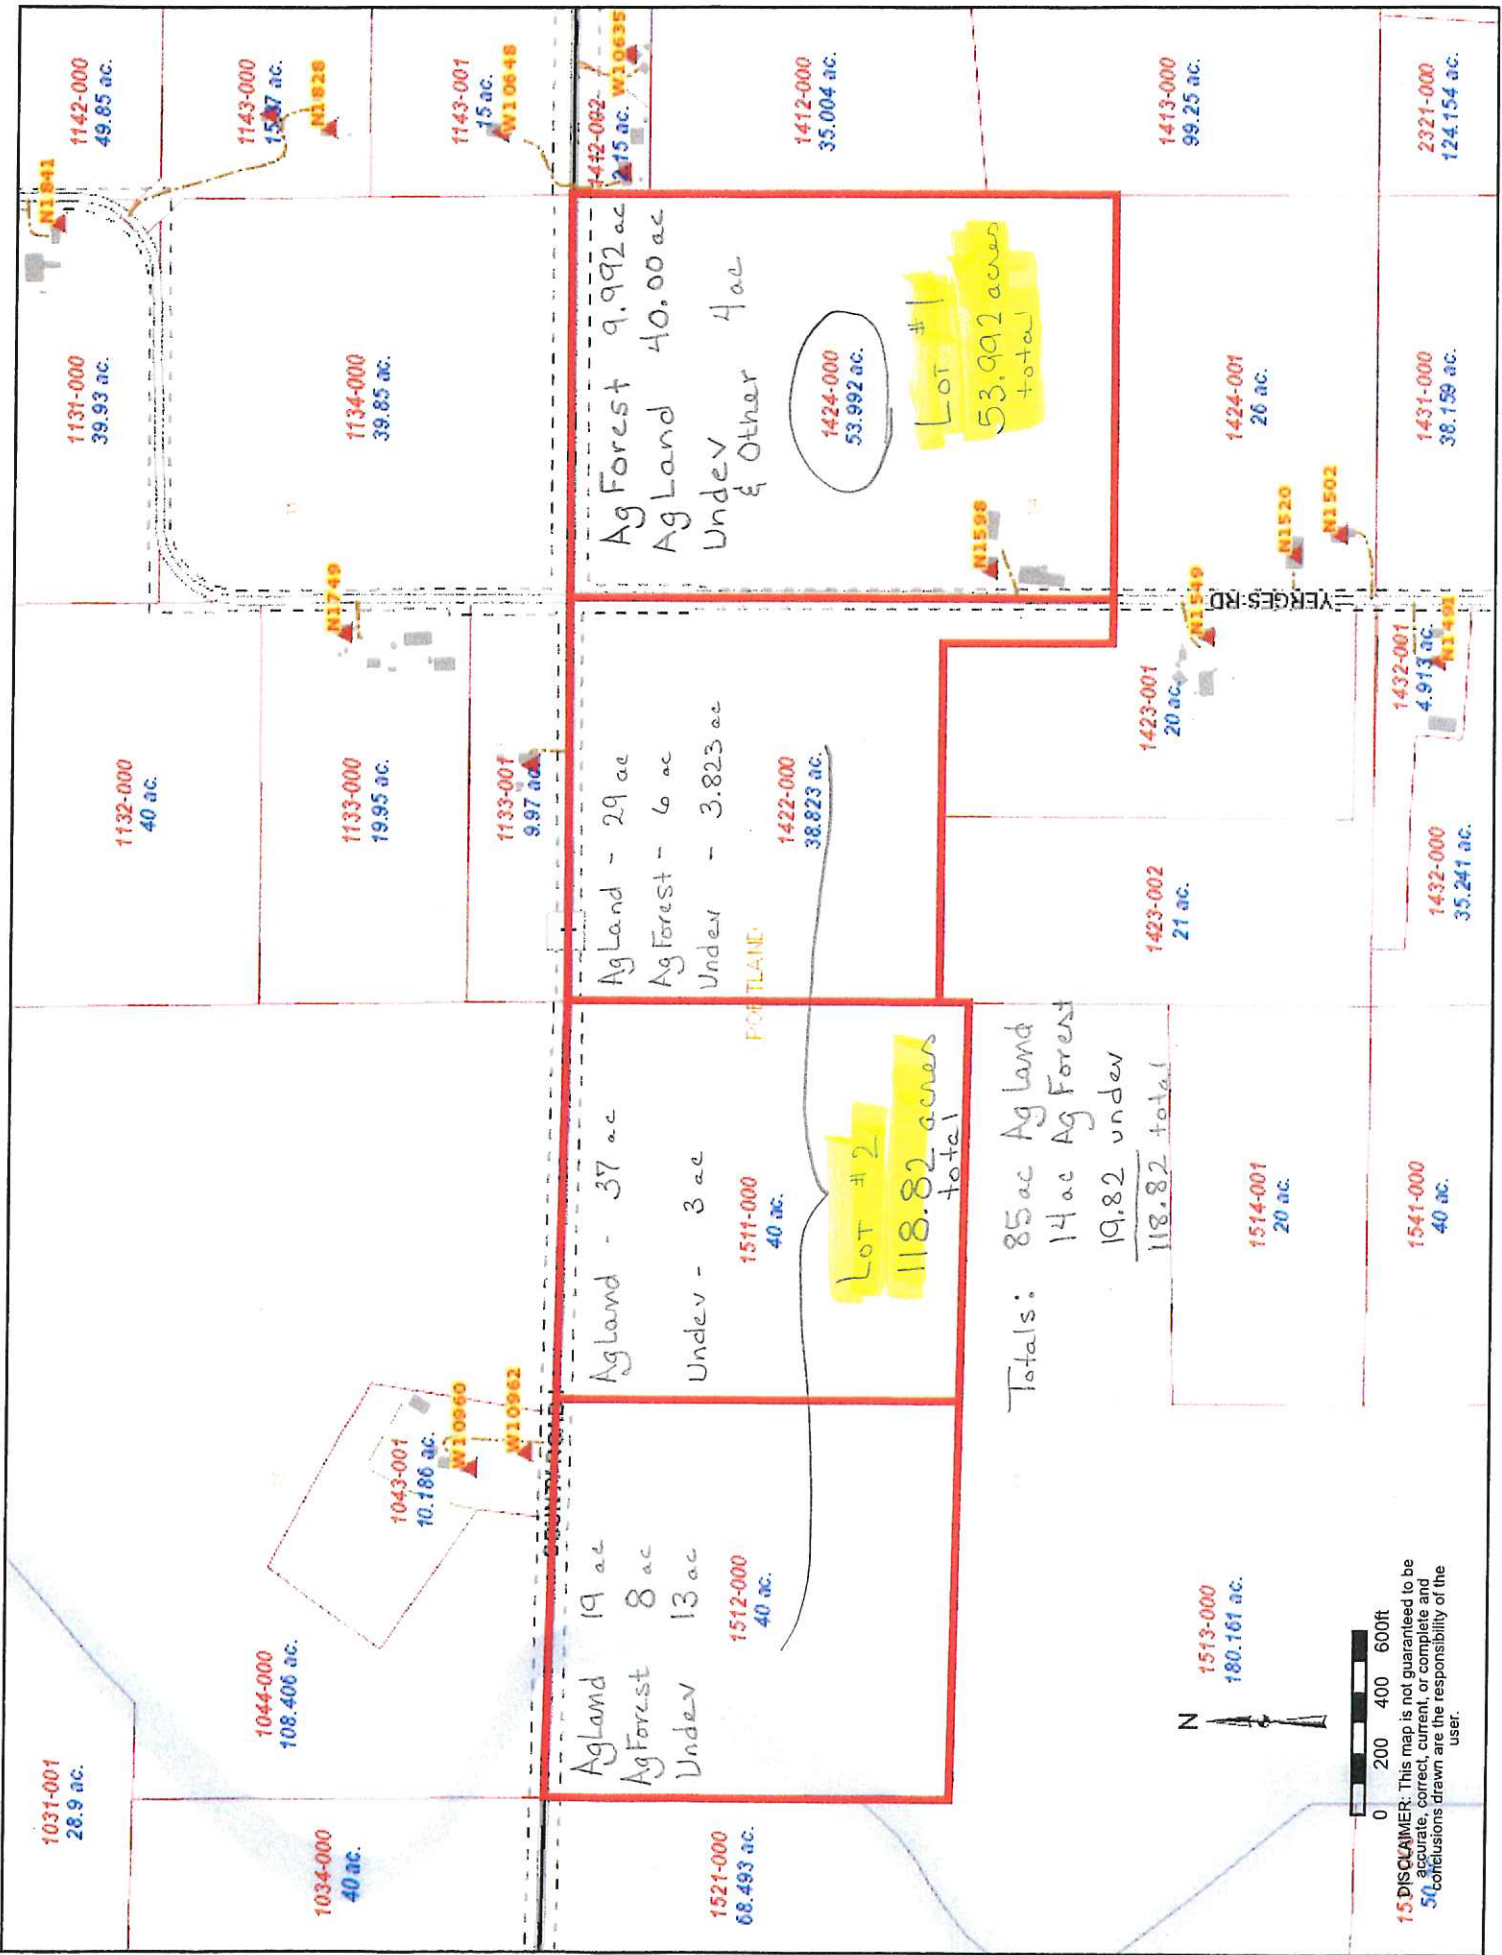 1031-001
28.9 ac.
1034-000
40 ac.
1044-000
108.406 ac.
1043-001
10.186 ac.
W10960
W10962
1132-000
40 ac.
1133-000
19.95 ac.
1133-001
9.97 ac.
N1749
1131-000
39.93 ac.
1134-000
39.85 ac.
N1841
1142-000
49.85 ac.
1143-000
N1828
1143-001
15 ac.
W10648
1412-002
2.15 ac.
W10635
1412-000
35.004 ac.
1413-000
99.25 ac.
2321-000
124.154 ac.
1521-000
68.493 ac.
AgLand 19 ac
AgForest 8 ac
Undev 13 ac
1512-000
40 ac.
AgLand - 37 ac
Undev - 3 ac
1511-000
40 ac.
Lot #2
118.82 acres
total
AgLand - 29 ac
AgForest - 6 ac
Undev - 3.823 ac
PORTLAND
1422-000
38.823 ac.
Ag Forest 9.992 ac
Ag Land 40.00 ac
Undev
& Other 4 ac
1424-000
53.992 ac.
Lot #1
53.992 acres
total
N1598
Totals: 85 ac Ag Land
14 ac Ag Forest
19.82 undev
118.82 total
1423-002
21 ac.
1423-001
20 ac.
N1549
YERGES RD
1424-001
26 ac.
N1520
N1502
1514-001
20 ac.
1541-000
40 ac.
1432-000
35.241 ac.
1432-001
4.913 ac.
N1491
1431-000
38.159 ac.
1513-000
180.161 ac.
N
0 200 400 600ft
DISCLAIMER: This map is not guaranteed to be
accurate, correct, current, or complete and
conclusions drawn are the responsibility of the
user.